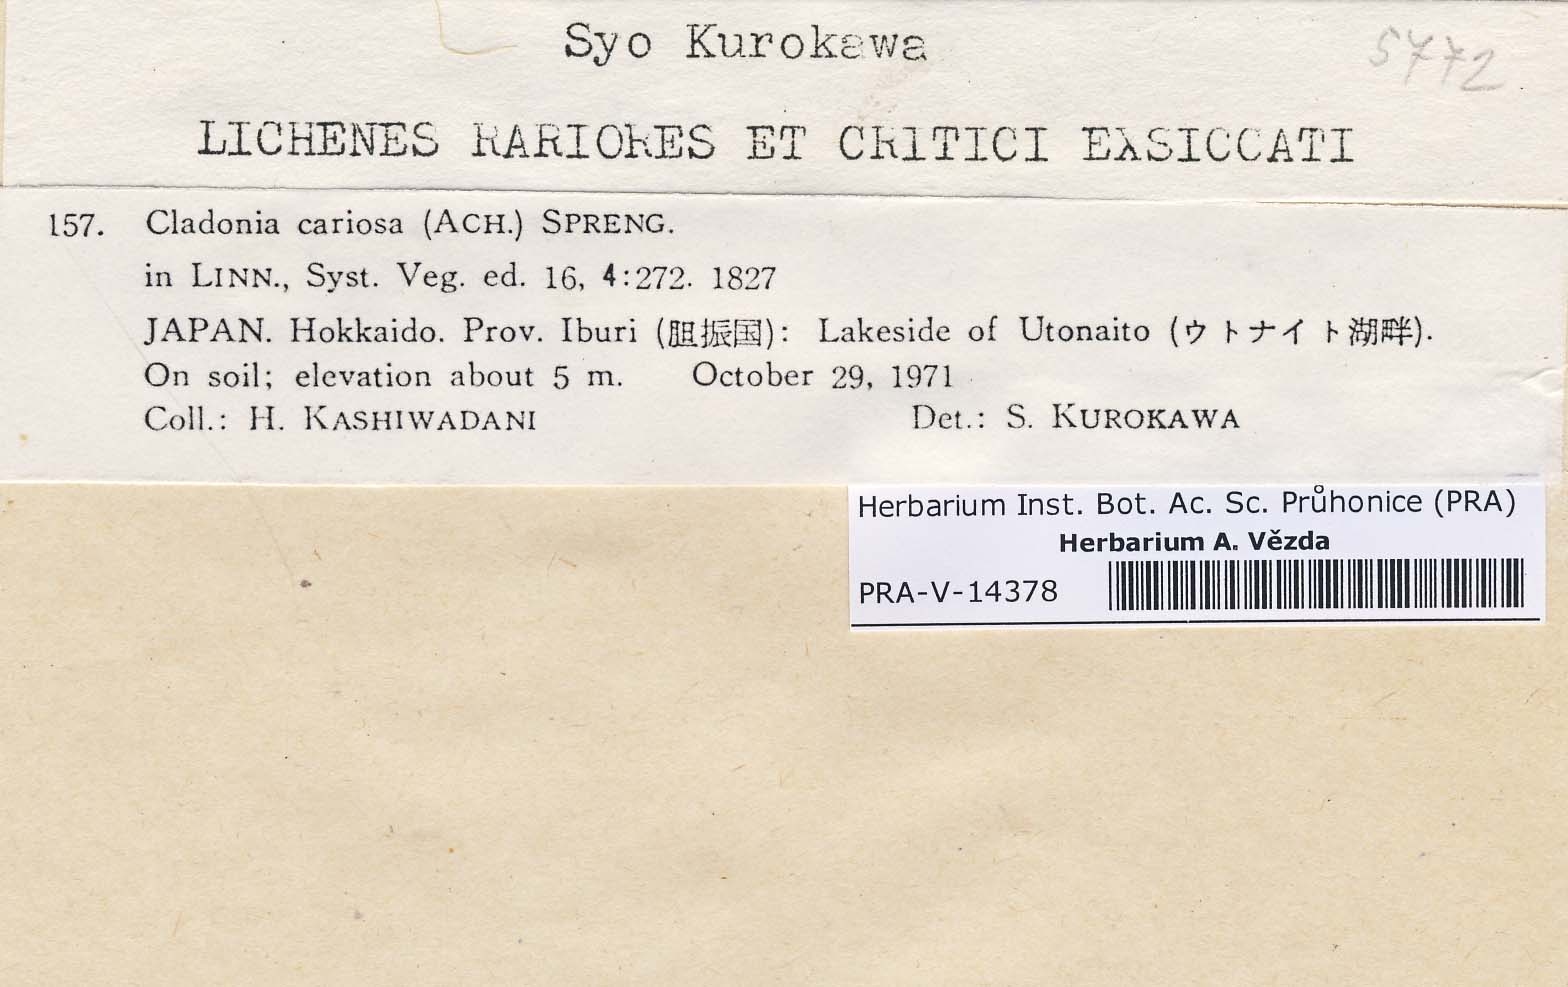 Syo Kurokawa
5772
LICHENES RARIORES ET CRITICI EXSICCATI
157. Cladonia cariosa (ACH.) SPRENG.
in LINN., Syst. Veg. ed. 16, 4:272. 1827
JAPAN. Hokkaido. Prov. Iburi (胆振国): Lakeside of Utonaito (ウトナイト湖畔).
On soil; elevation about 5 m. October 29, 1971
Coll.: H. KASHIWADANI Det.: S. KUROKAWA
Herbarium Inst. Bot. Ac. Sc. Průhonice (PRA)
Herbarium A. Vězda
PRA-V-14378